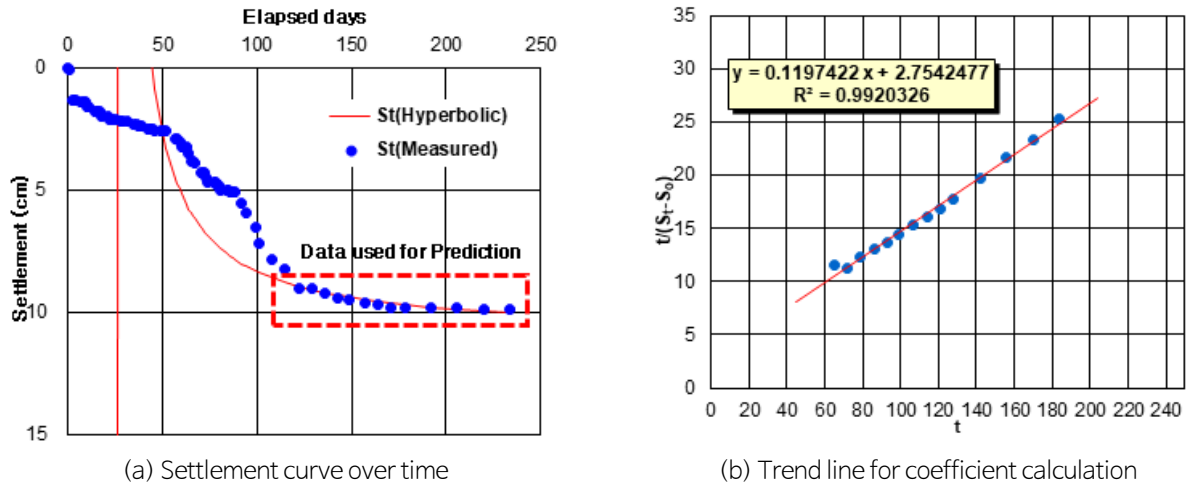 Elapsed days
0 50 100 150 200 250
0
5
10
15
Settlement (cm)
St(Hyperbolic)
St(Measured)
Data used for Prediction
(a) Settlement curve over time
35
30
25
20
15
10
5
0
t/(St-So)
y = 0.1197422 x + 2.7542477
R² = 0.9920326
0 20 40 60 80 100 120 140 160 180 200 220 240
t
(b) Trend line for coefficient calculation